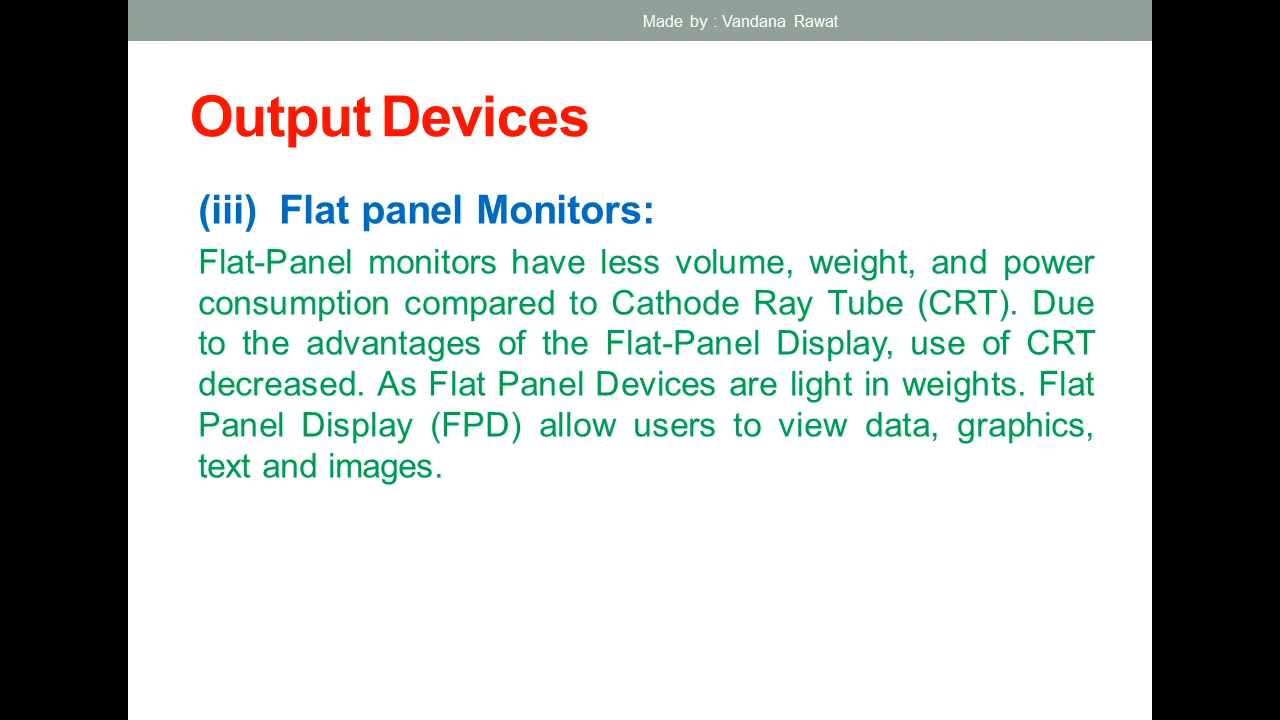 Made by : Vandana Rawat
Output Devices
(iii) Flat panel Monitors:
Flat-Panel monitors have less volume, weight, and power
consumption compared to Cathode Ray Tube (CRT). Due
to the advantages of the Flat-Panel Display, use of CRT
decreased. As Flat Panel Devices are light in weights. Flat
Panel Display (FPD) allow users to view data, graphics,
text and images.